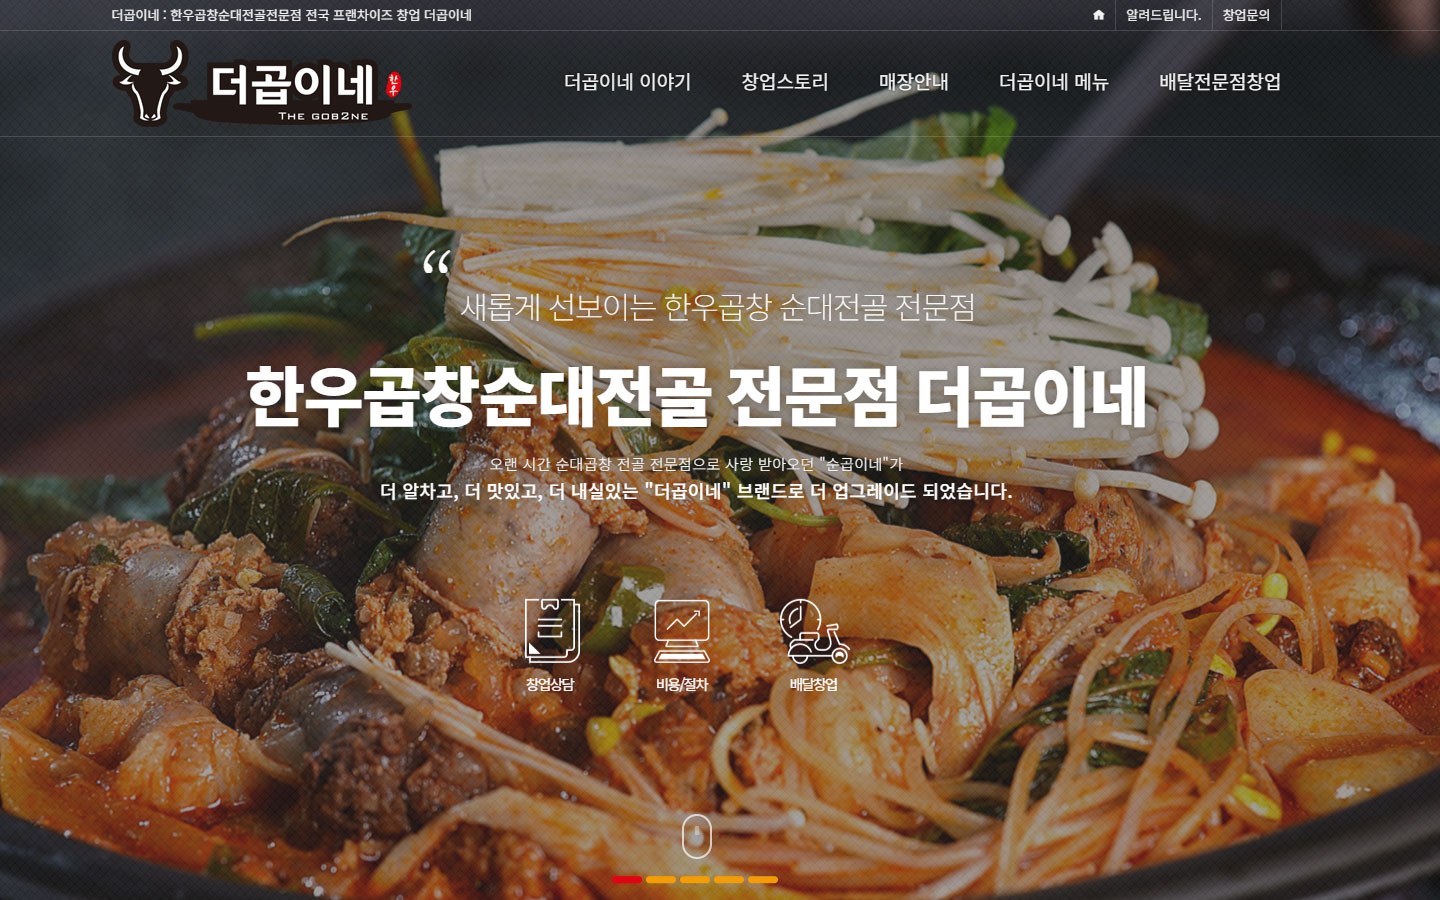 더곱이네 : 한우곱창순대전골전문점 전국 프랜차이즈 창업 더곱이네
알려드립니다.
창업문의
더곱이네 한우
THE GOB2NE
더곱이네 이야기
창업스토리
매장안내
더곱이네 메뉴
배달전문점창업
“
새롭게 선보이는 한우곱창 순대전골 전문점
한우곱창순대전골 전문점 더곱이네
오랜 시간 순대곱창 전골 전문점으로 사랑 받아오던 "순곱이네"가
더 알차고, 더 맛있고, 더 내실있는 "더곱이네" 브랜드로 더 업그레이드 되었습니다.
창업상담
비용/절차
배달창업